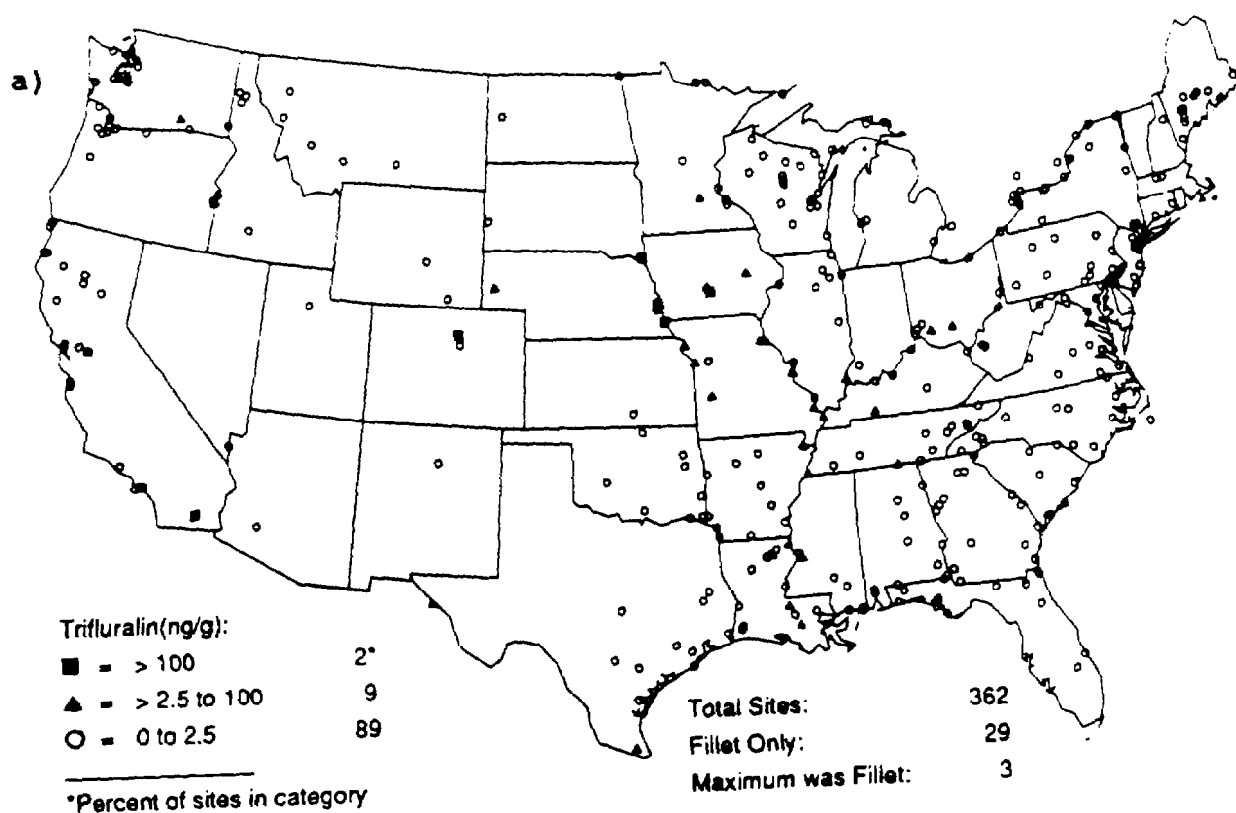 a)
Trifluralin(ng/g):
■ = > 100 2*
▲ = > 2.5 to 100 9
○ = 0 to 2.5 89
*Percent of sites in category
Total Sites: 362
Fillet Only: 29
Maximum was Fillet: 3